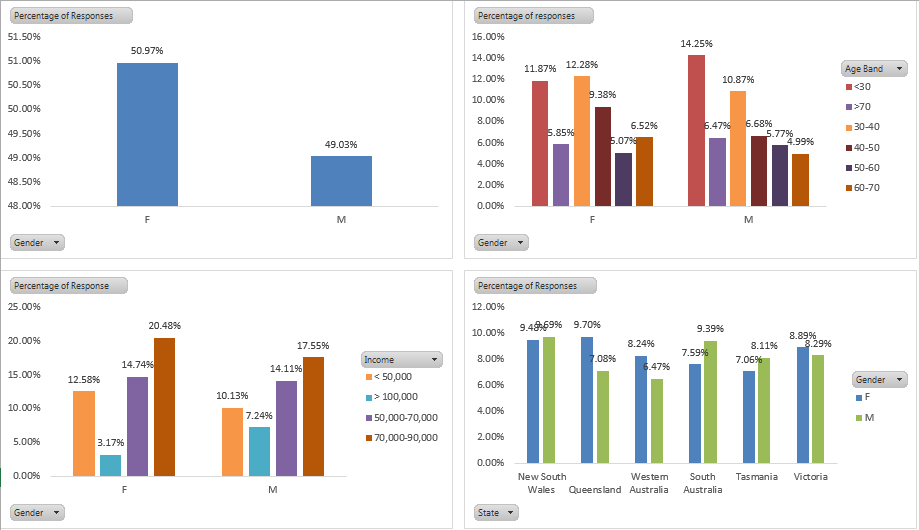 Percentage of Responses
51.50%
51.00%
50.50%
50.00%
49.50%
49.00%
48.50%
48.00%
50.97%
49.03%
F M
Gender
Percentage of responses
16.00%
14.00%
12.00%
10.00%
8.00%
6.00%
4.00%
2.00%
0.00%
11.87% 5.85% 12.28% 9.38% 5.07% 6.52%
14.25% 6.47% 10.87% 6.68% 5.77% 4.99%
F M
Age Band
<30
>70
30-40
40-50
50-60
60-70
Gender
Percentage of Response
25.00%
20.00%
15.00%
10.00%
5.00%
0.00%
12.58% 3.17% 14.74% 20.48%
10.13% 7.24% 14.11% 17.55%
F M
Income
< 50,000
> 100,000
50,000-70,000
70,000-90,000
Gender
Percentage of Responses
12.00%
10.00%
8.00%
6.00%
4.00%
2.00%
0.00%
9.48% 9.69% 9.70% 7.08% 8.24% 6.47% 7.59% 9.39% 7.06% 8.11% 8.89% 8.29%
New South Wales
Queensland
Western Australia
South Australia
Tasmania
Victoria
Gender
F
M
State